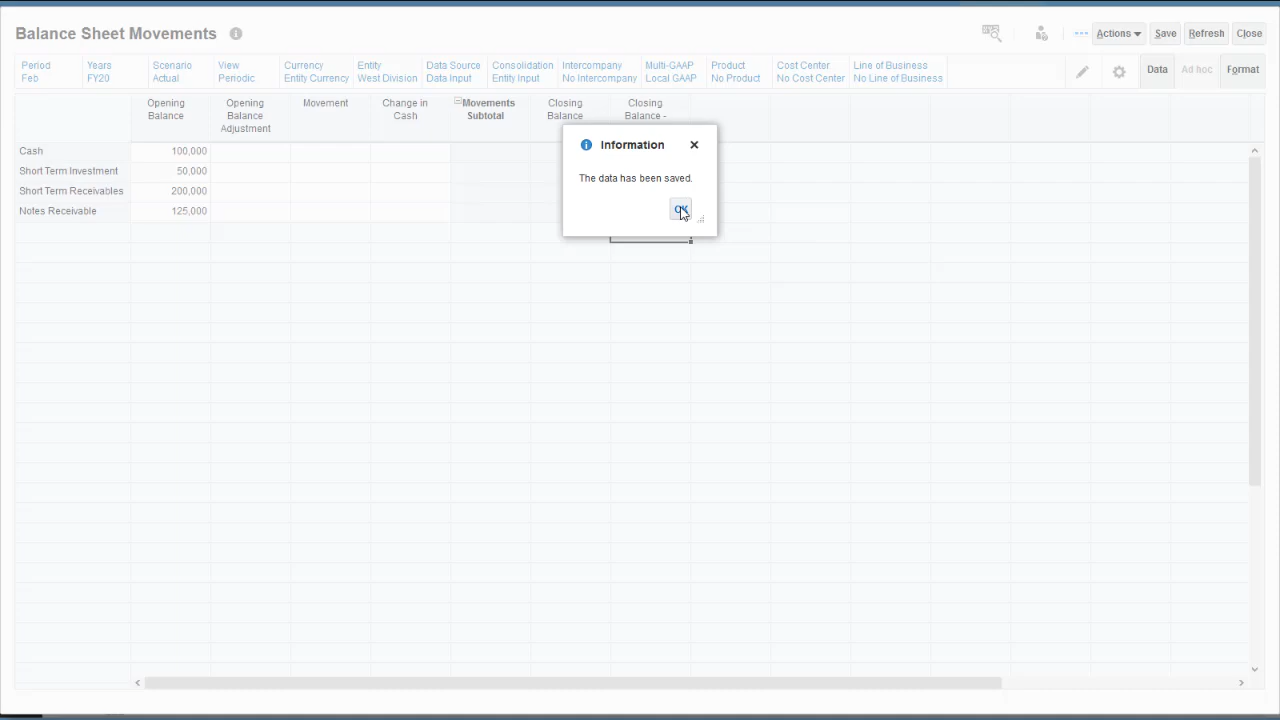 Balance Sheet Movements
Actions Save Refresh Close
Period Years Scenario View Currency Entity Data Source Consolidation Intercompany Multi-GAAP Product Cost Center Line of Business
Feb FY20 Actual Periodic Entity Currency West Division Data Input Entity Input No Intercompany Local GAAP No Product No Cost Center No Line of Business
Data Ad hoc Format
Opening Opening Movement Change in Movements Closing Closing
Balance Balance Cash Subtotal Balance Balance -
Adjustment
Information
Cash 100,000
Short Term Investment 50,000
The data has been saved.
Short Term Receivables 200,000
Notes Receivable 125,000
OK